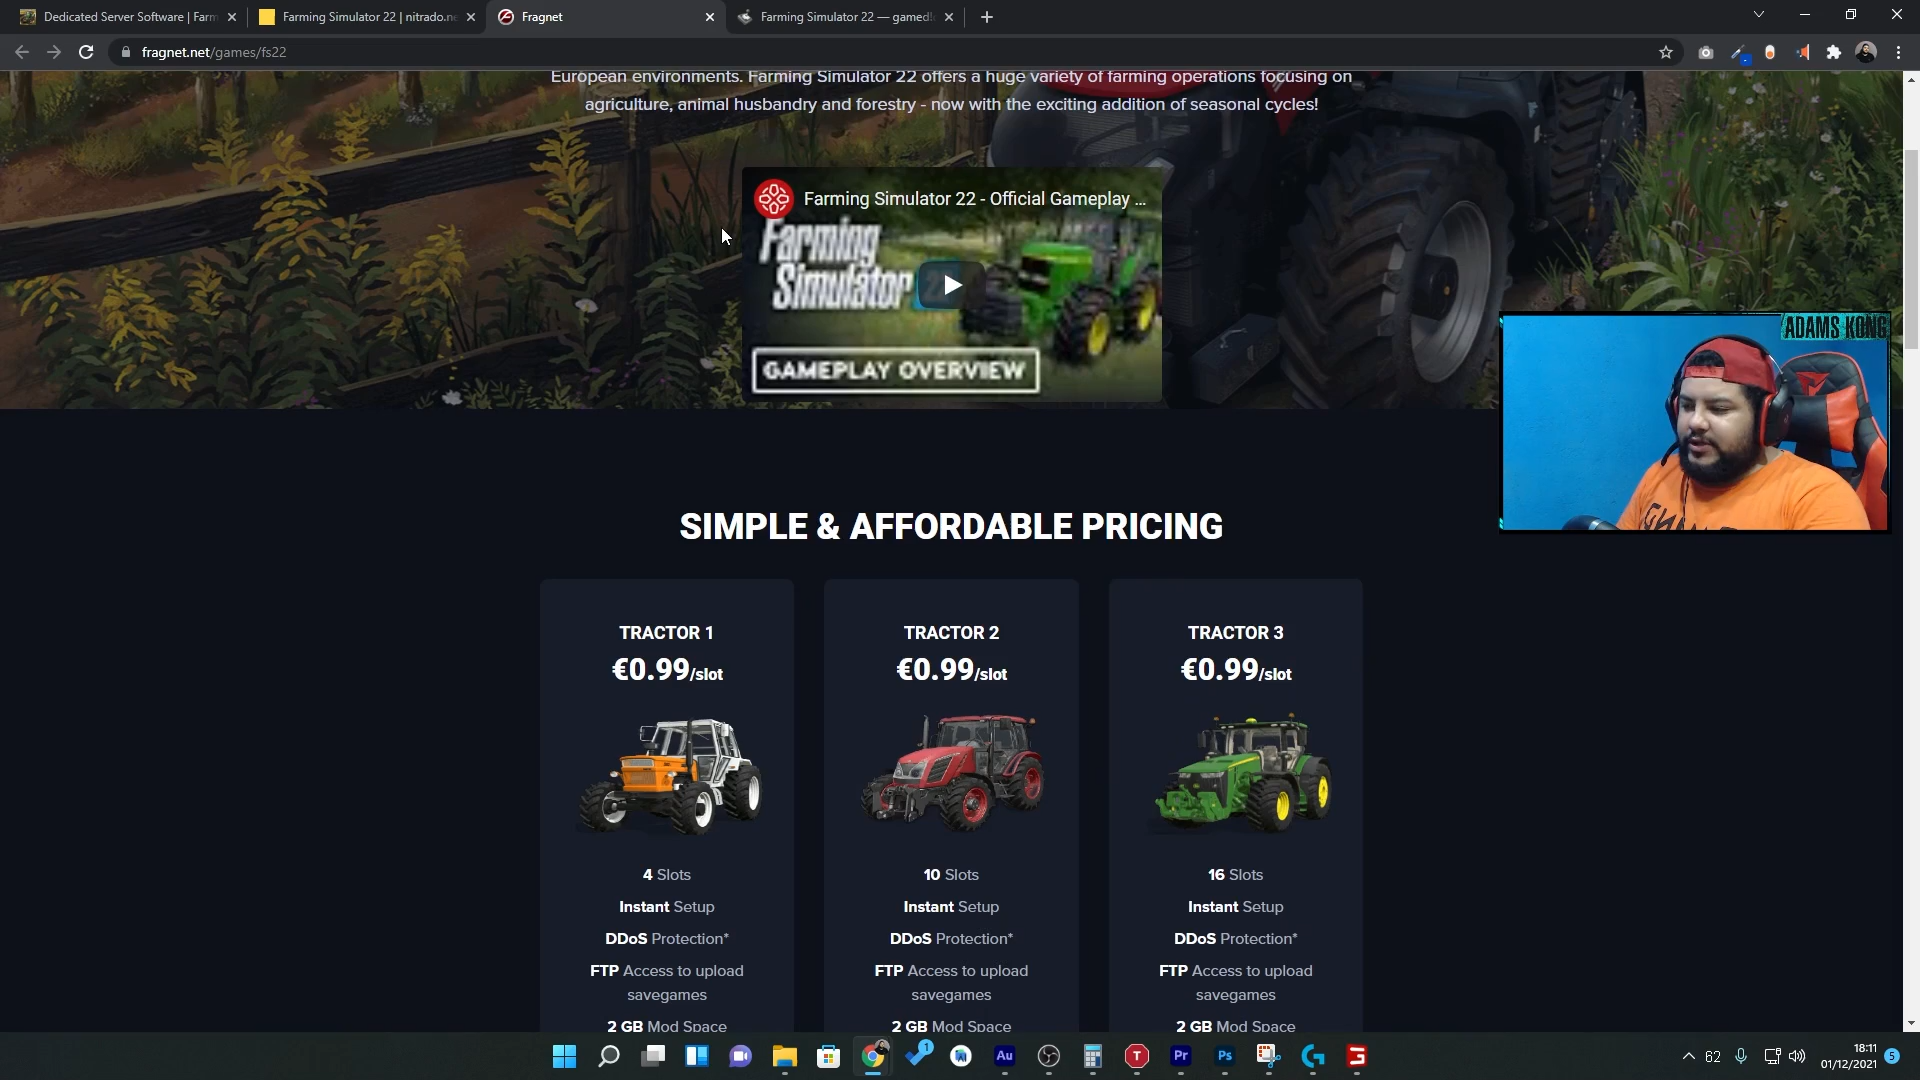 Dedicated Server Software | Farm
Farming Simulator 22 | nitrado.ne
Fragnet
Farming Simulator 22 — gamed!
fragnet.net/games/fs22
European environments. Farming Simulator 22 offers a huge variety of farming operations focusing on
agriculture, animal husbandry and forestry - now with the exciting addition of seasonal cycles!
Farming Simulator 22 - Official Gameplay ...
Farming
Simulator
GAMEPLAY OVERVIEW
ADAMS KONG
SIMPLE & AFFORDABLE PRICING
TRACTOR 1
€0.99/slot
4 Slots
Instant Setup
DDoS Protection*
FTP Access to upload
savegames
2 GB Mod Space
TRACTOR 2
€0.99/slot
10 Slots
Instant Setup
DDoS Protection*
FTP Access to upload
savegames
2 GB Mod Space
TRACTOR 3
€0.99/slot
16 Slots
Instant Setup
DDoS Protection*
FTP Access to upload
savegames
2 GB Mod Space
1
Au
T
Pr
Ps
62
18:11
01/12/2021
5